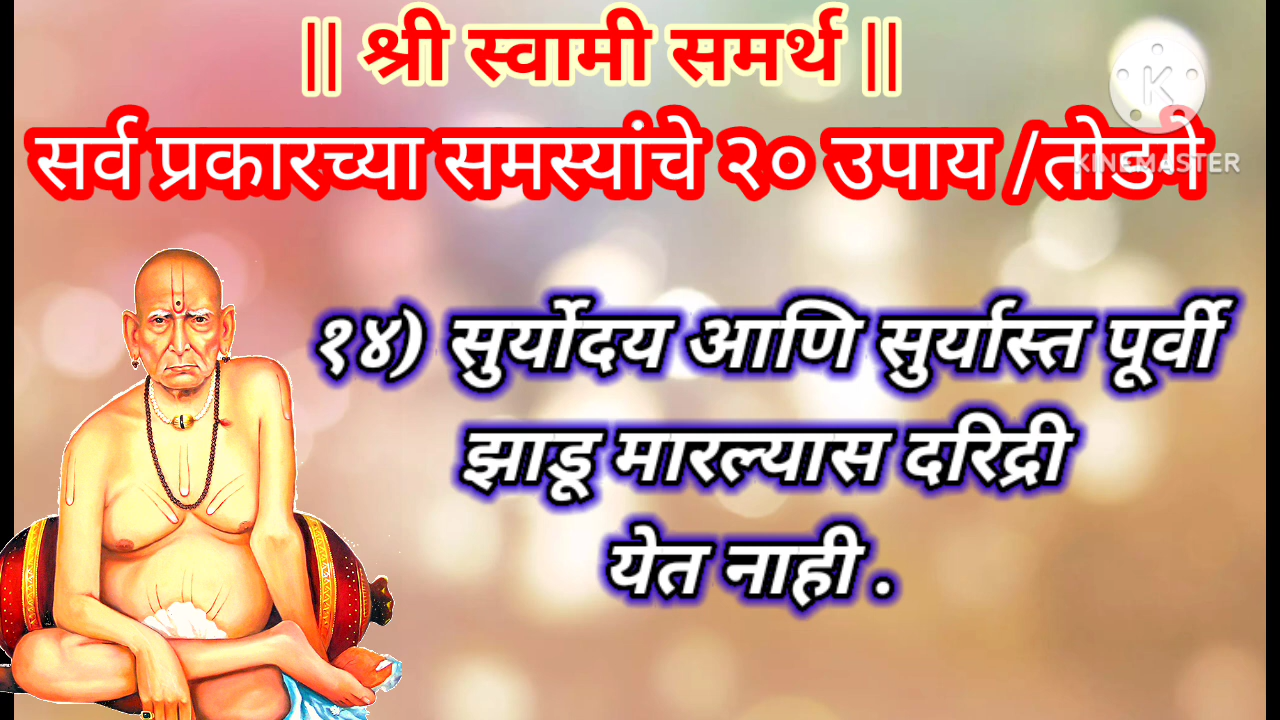 || श्री स्वामी समर्थ ||
सर्व प्रकारच्या समस्यांचे २० उपाय /तोडगे
K
KINEMASTER
१४) सुर्योदय आणि सुर्यास्त पूर्वी
झाडू मारल्यास दरिद्री
येत नाही .